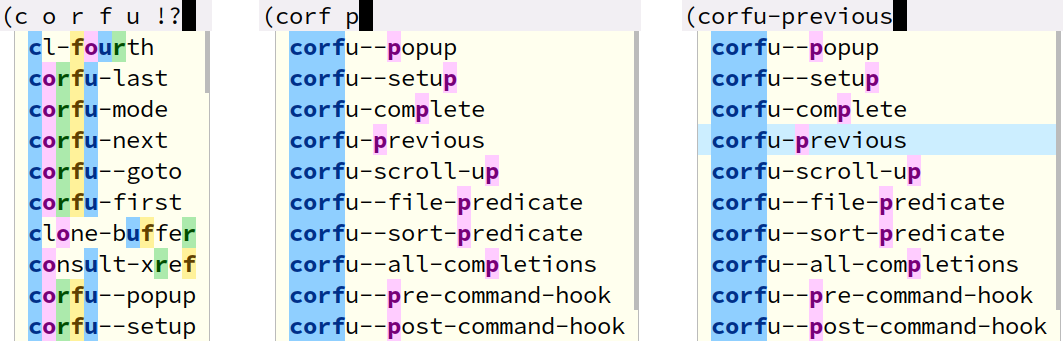 (c o r f u !?
cl-fourth
corfu-last
corfu-mode
corfu-next
corfu--goto
corfu-first
clone-buffer
consult-xref
corfu--popup
corfu--setup
(corf p
corfu--popup
corfu--setup
corfu-complete
corfu-previous
corfu-scroll-up
corfu--file-predicate
corfu--sort-predicate
corfu--all-completions
corfu--pre-command-hook
corfu--post-command-hook
(corfu-previous
corfu--popup
corfu--setup
corfu-complete
corfu-previous
corfu-scroll-up
corfu--file-predicate
corfu--sort-predicate
corfu--all-completions
corfu--pre-command-hook
corfu--post-command-hook